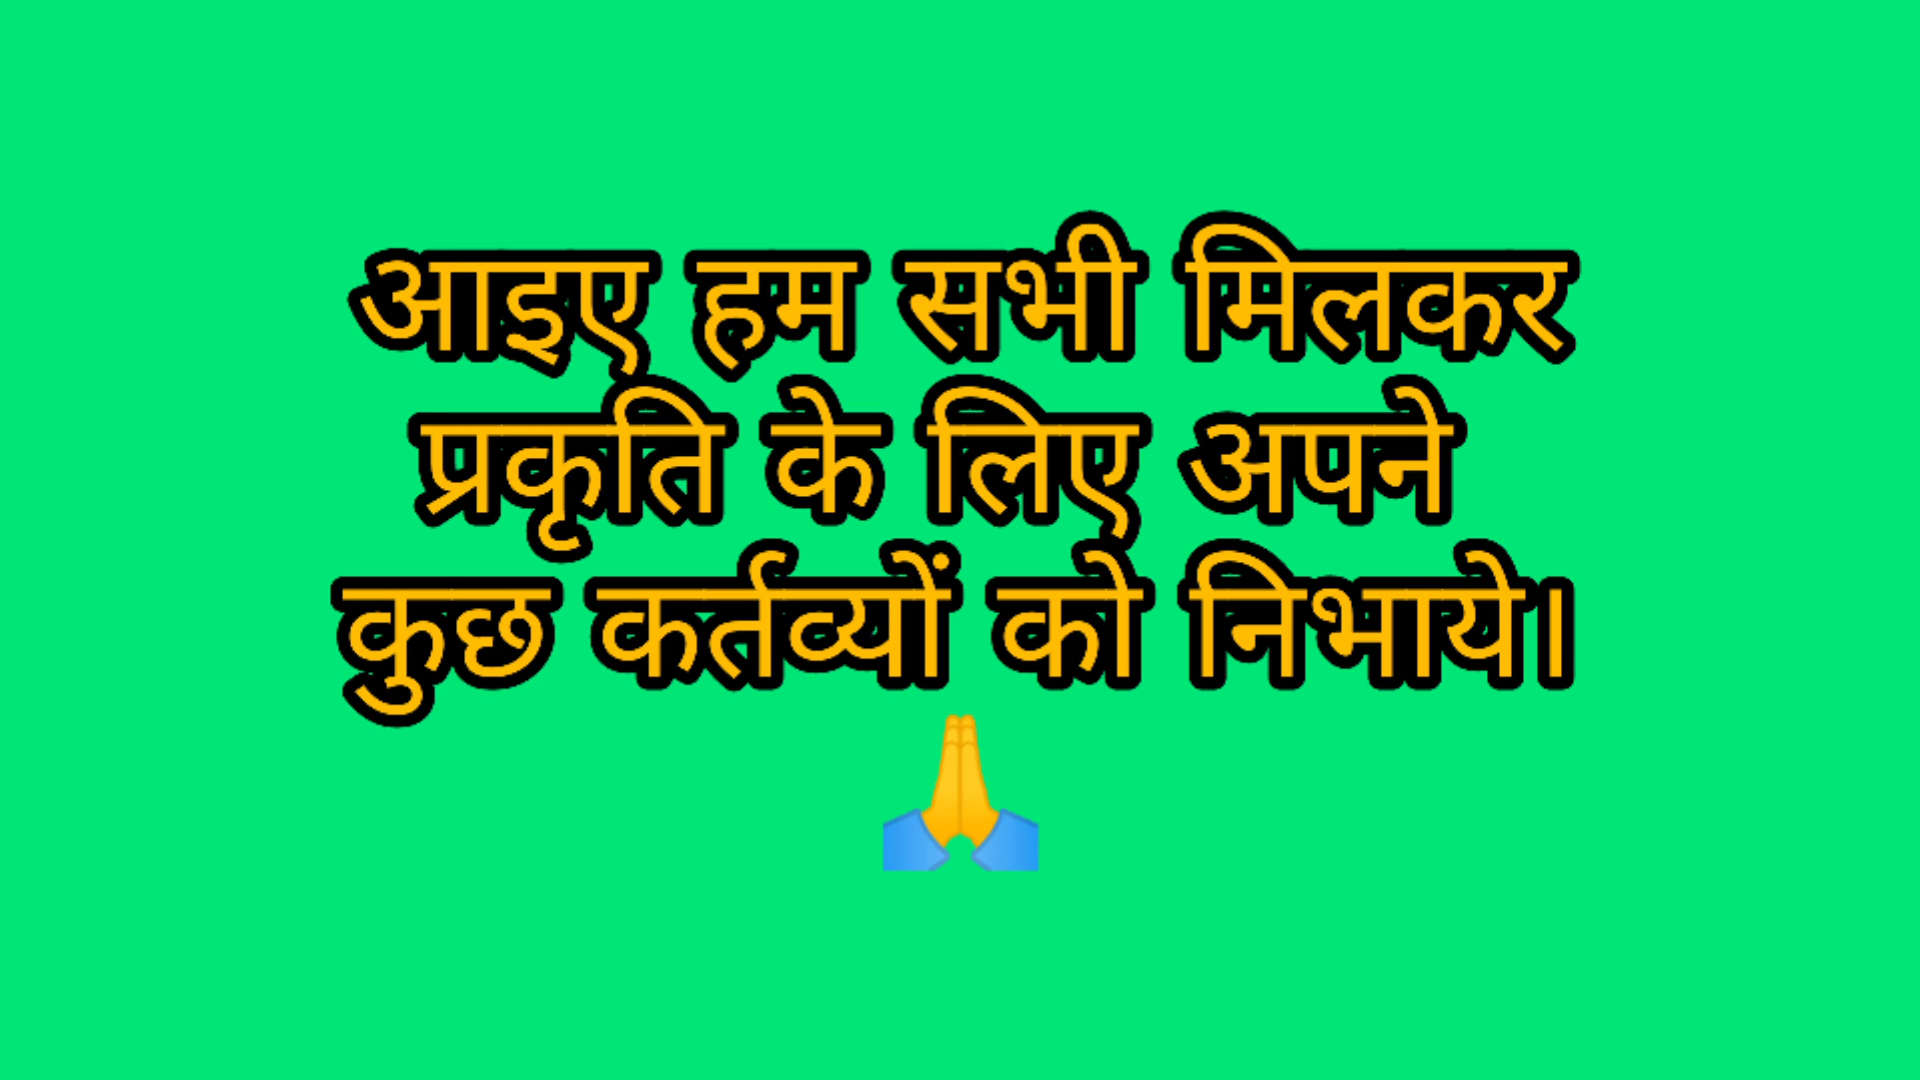 आइए हम सभी मिलकर
प्रकृति के लिए अपने
कुछ कर्तव्यों को निभाये।
🙏